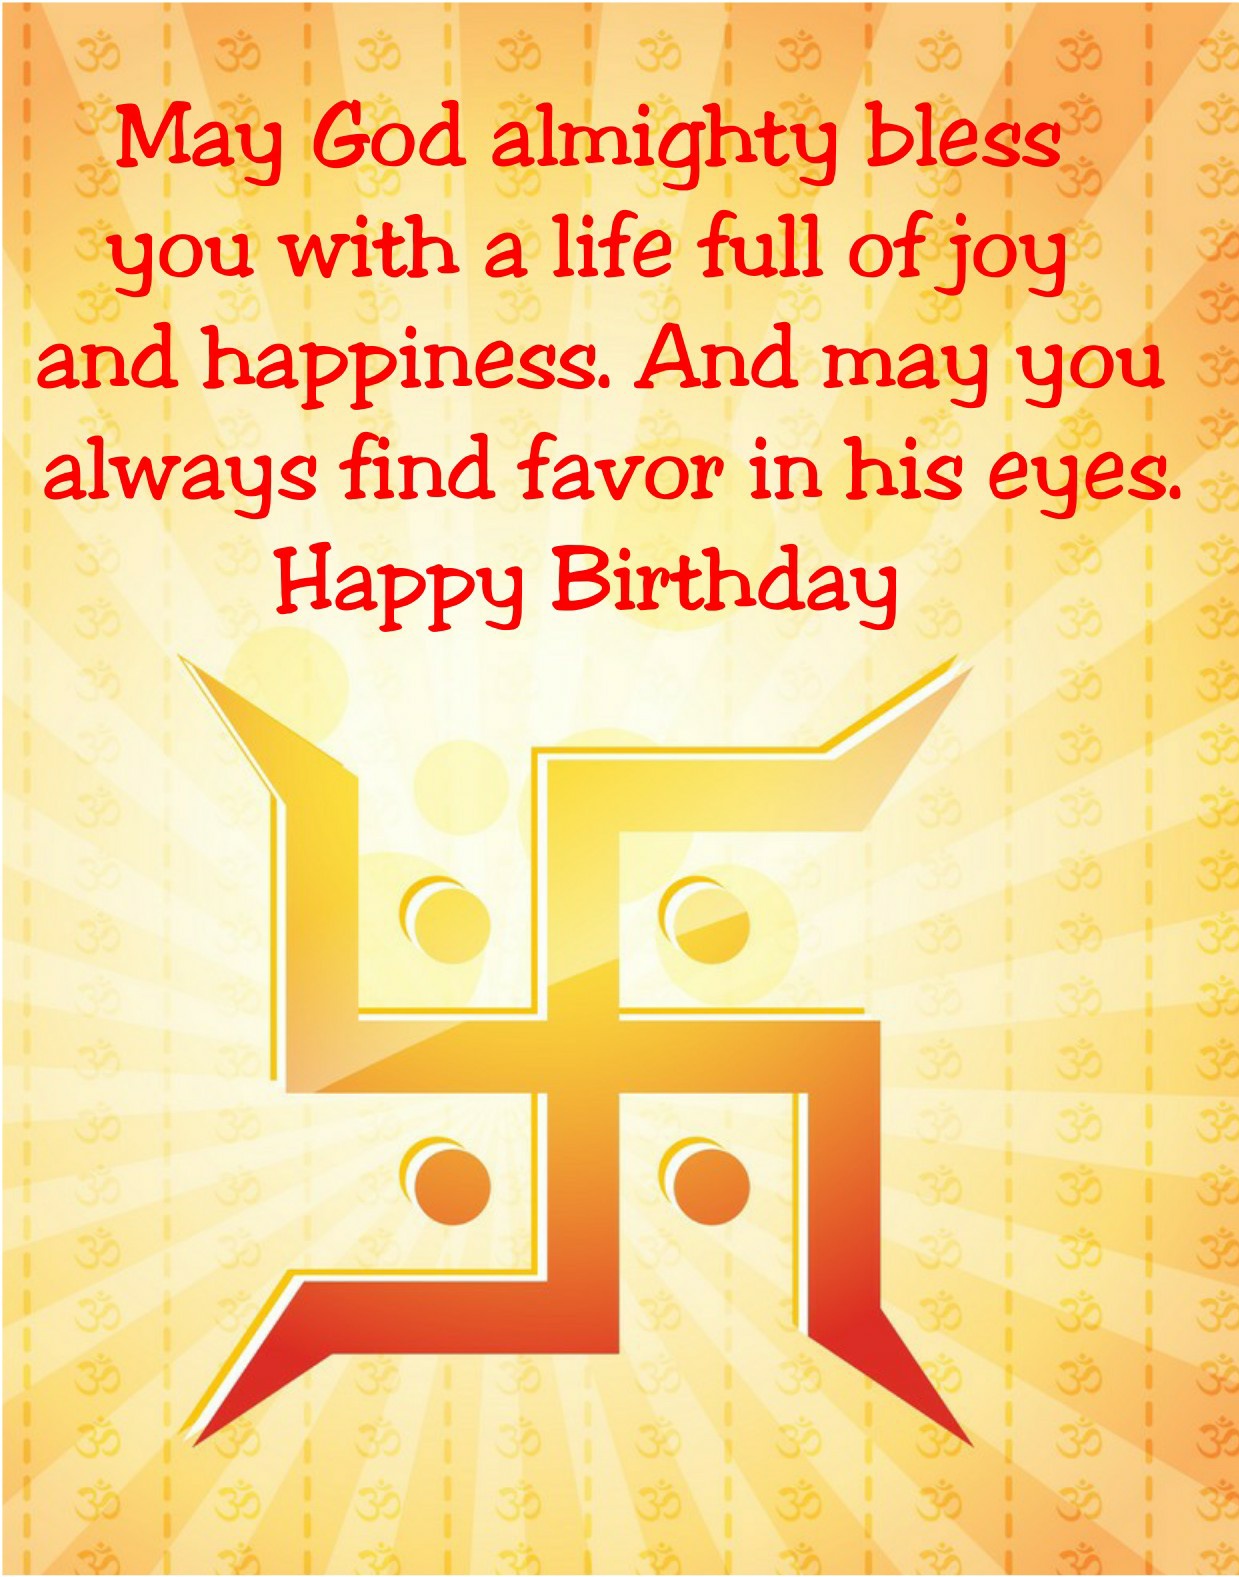 May God almighty bless
you with a life full of joy
and happiness. And may you
always find favor in his eyes.
Happy Birthday